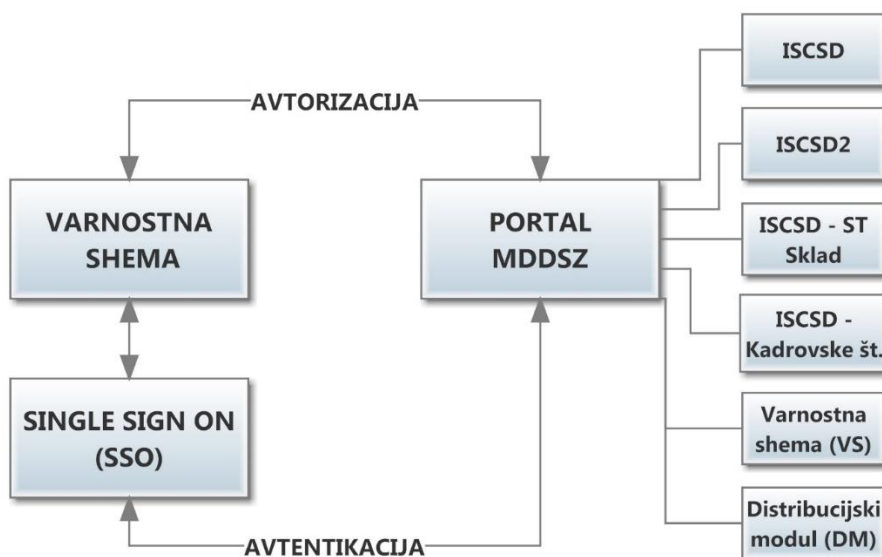 AVTORIZACIJA
VARNOSTNA
SHEMA
SINGLE SIGN ON
(SSO)
AVTENTIKACIJA
PORTAL
MDDSZ
ISCSD
ISCSD2
ISCSD - ST
Sklad
ISCSD -
Kadrovske št.
Varnostna
shema (VS)
Distribucijski
modul (DM)